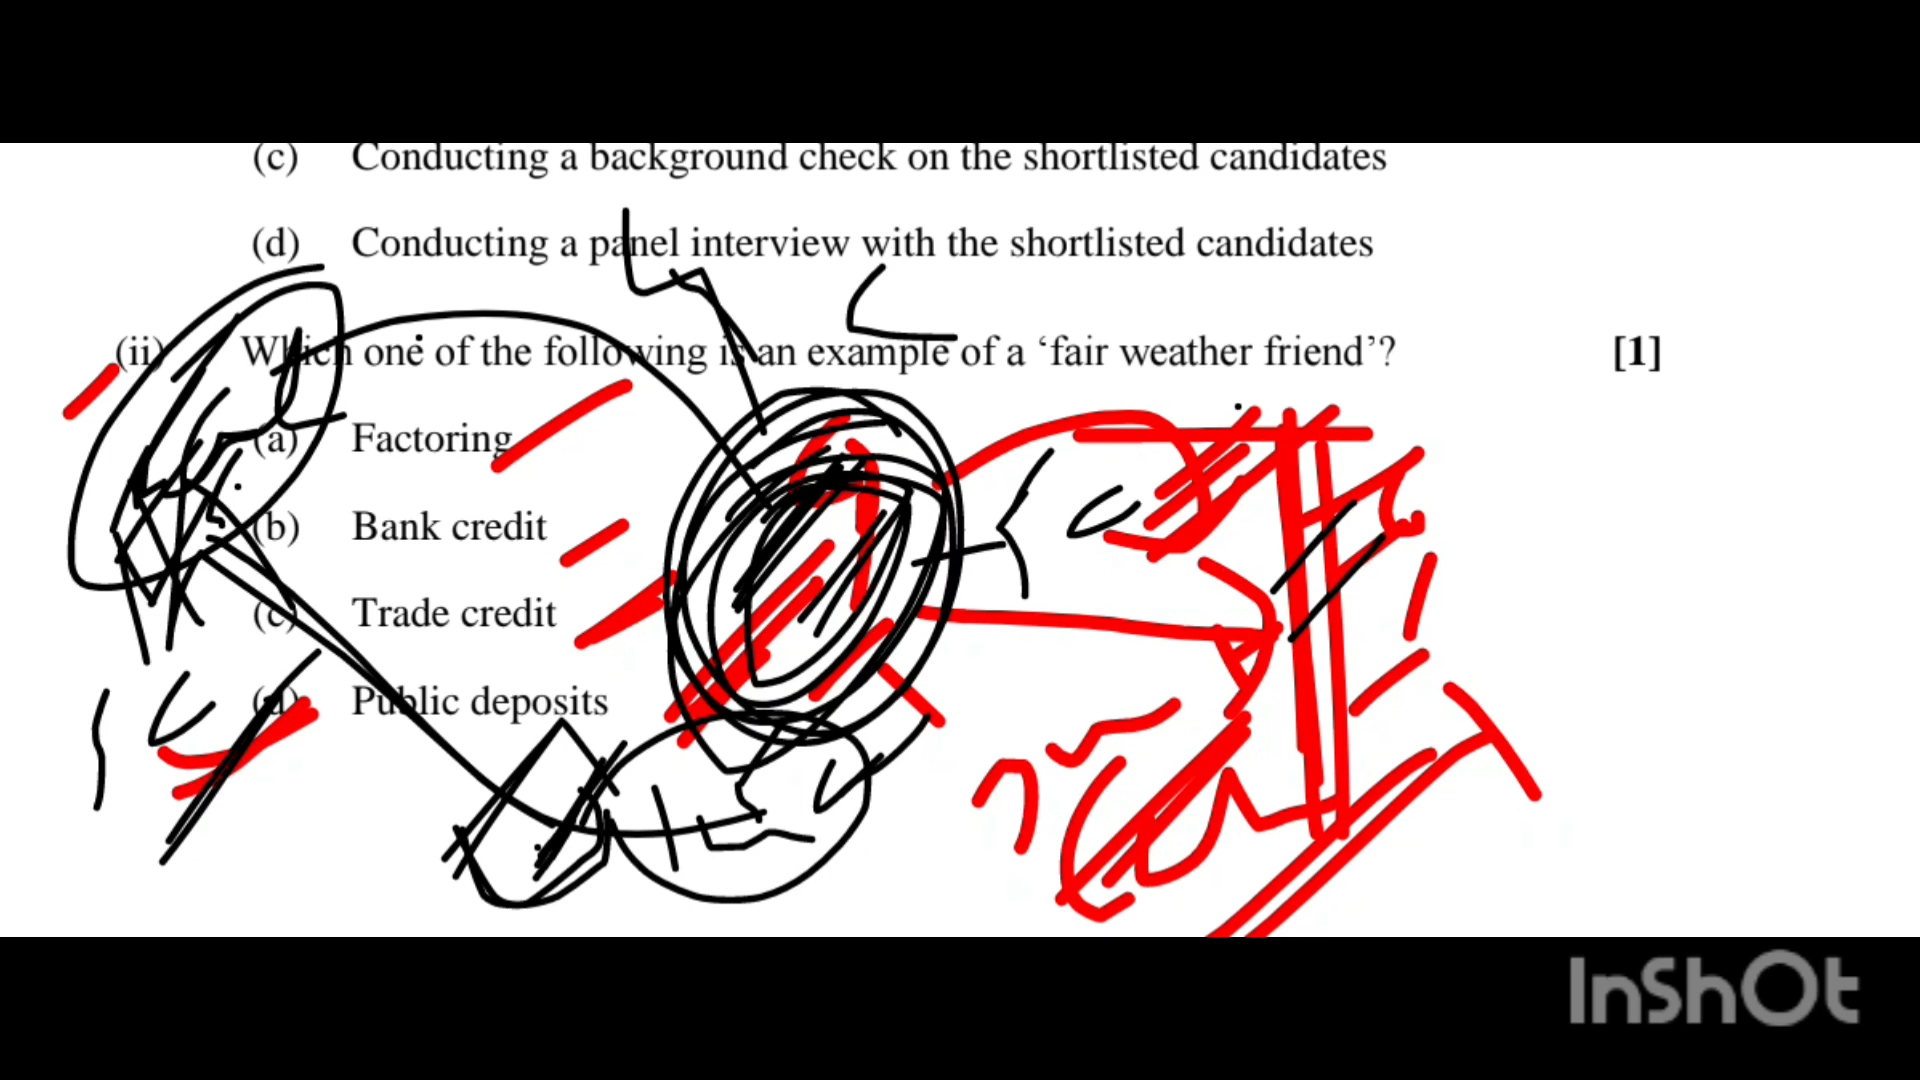 (c) Conducting a background check on the shortlisted candidates
(d) Conducting a panel interview with the shortlisted candidates
(ii) Which one of the following is an example of a ‘fair weather friend’? [1]
(a) Factoring
(b) Bank credit
(c) Trade credit
(d) Public deposits
InShOt